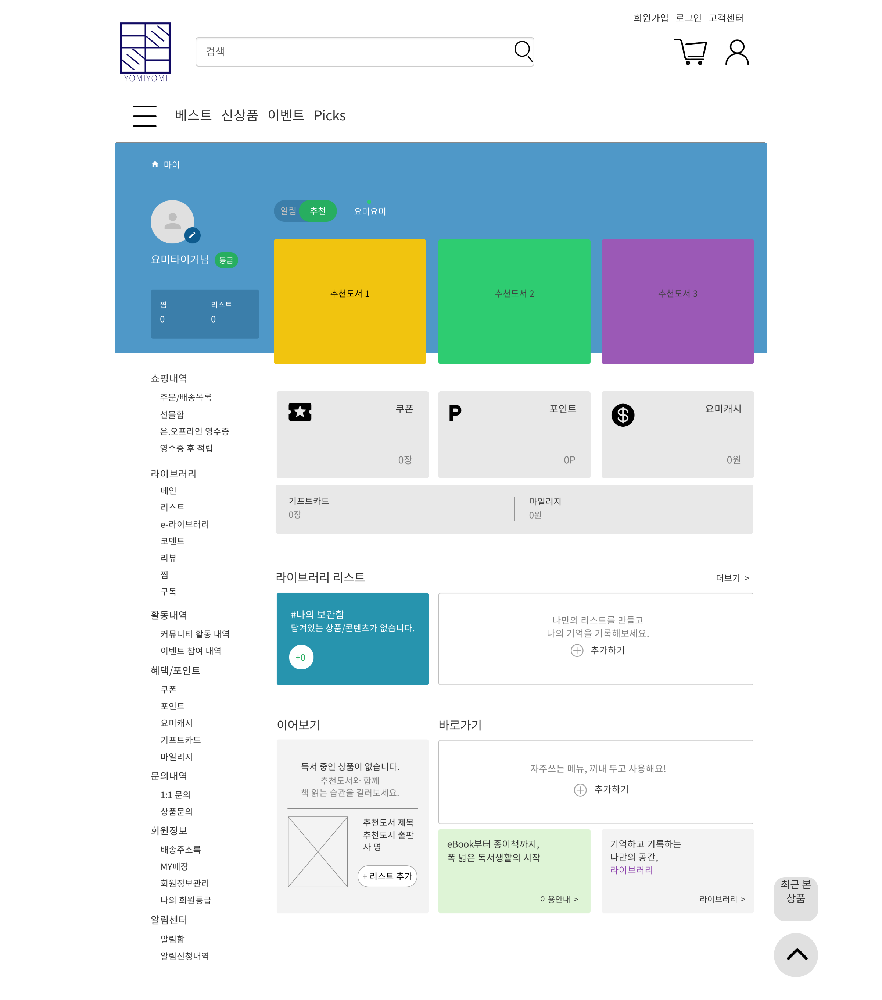 회원가입 로그인 고객센터
검색
YOMIYOMI
베스트 신상품 이벤트 Picks
마이
알림 추천 요미요미
요미타이거님 등급
찜 리스트
0 0
추천도서 1
추천도서 2
추천도서 3
쇼핑내역
주문/배송목록
선물함
온.오프라인 영수증
영수증 후 적립
라이브러리
메인
리스트
e-라이브러리
코멘트
리뷰
찜
구독
활동내역
커뮤니티 활동 내역
이벤트 참여 내역
혜택/포인트
쿠폰
포인트
요미캐시
기프트카드
마일리지
문의내역
1:1 문의
상품문의
회원정보
배송주소록
MY매장
회원정보관리
나의 회원등급
알림센터
알림함
알림신청내역
쿠폰
0장
P
포인트
0P
요미캐시
0원
기프트카드
0장
마일리지
0원
라이브러리 리스트
더보기 >
#나의 보관함
담겨있는 상품/콘텐츠가 없습니다.
+0
나만의 리스트를 만들고
나의 기억을 기록해보세요.
추가하기
이어보기
독서 중인 상품이 없습니다.
추천도서와 함께
책 읽는 습관을 길러보세요.
추천도서 제목
추천도서 출판
사 명
+ 리스트 추가
바로가기
자주쓰는 메뉴, 꺼내 두고 사용해요!
추가하기
eBook부터 종이책까지,
폭 넓은 독서생활의 시작
이용안내 >
기억하고 기록하는
나만의 공간,
라이브러리
라이브러리 >
최근 본
상품